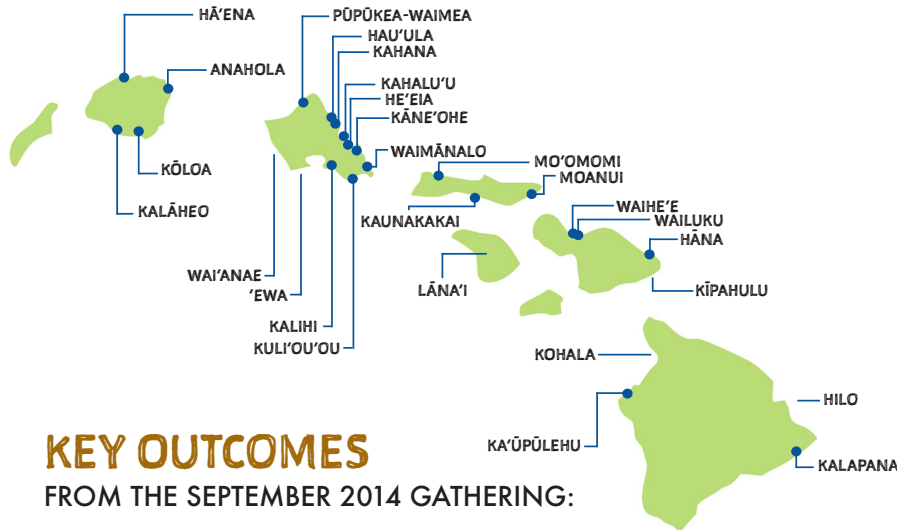 HĀ'ENA
ANAHOLA
KŌLOA
KALĀHEO
PŪPŪKEA-WAIMEA
HAU'ULA
KAHANA
KAHALU'U
HE'EIA
KĀNE'OHE
WAIMĀNALO
WAI'ANAE
'EWA
KALIHI
KULI'OU'OU
MO'OMOMI
MOANUI
KAUNAKAKAI
LĀNA'I
WAIHE'E
WAILUKU
HĀNA
KĪPAHULU
KOHALA
HILO
KA'ŪPŪLEHU
KALAPANA
KEY OUTCOMES
FROM THE SEPTEMBER 2014 GATHERING: